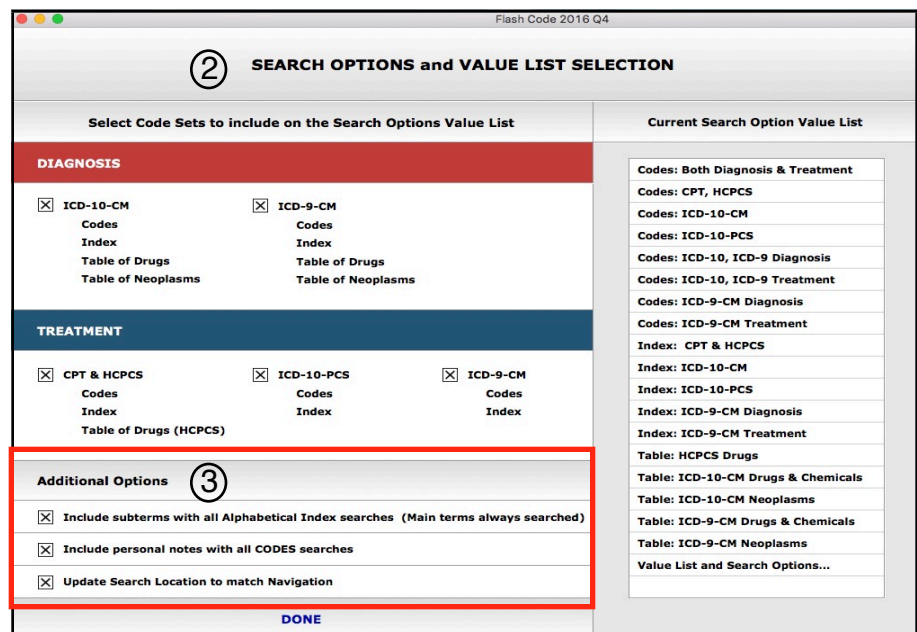 Flash Code 2016 Q4
② SEARCH OPTIONS and VALUE LIST SELECTION
Select Code Sets to include on the Search Options Value List
DIAGNOSIS
ICD-10-CM
Codes
Index
Table of Drugs
Table of Neoplasms
ICD-9-CM
Codes
Index
Table of Drugs
Table of Neoplasms
TREATMENT
CPT & HCPCS
Codes
Index
Table of Drugs (HCPCS)
ICD-10-PCS
Codes
Index
ICD-9-CM
Codes
Index
Additional Options ③
Include subterms with all Alphabetical Index searches (Main terms always searched)
Include personal notes with all CODES searches
Update Search Location to match Navigation
DONE
Current Search Option Value List
Codes: Both Diagnosis & Treatment
Codes: CPT, HCPCS
Codes: ICD-10-CM
Codes: ICD-10-PCS
Codes: ICD-10, ICD-9 Diagnosis
Codes: ICD-10, ICD-9 Treatment
Codes: ICD-9-CM Diagnosis
Codes: ICD-9-CM Treatment
Index: CPT & HCPCS
Index: ICD-10-CM
Index: ICD-10-PCS
Index: ICD-9-CM Diagnosis
Index: ICD-9-CM Treatment
Table: HCPCS Drugs
Table: ICD-10-CM Drugs & Chemicals
Table: ICD-10-CM Neoplasms
Table: ICD-9-CM Drugs & Chemicals
Table: ICD-9-CM Neoplasms
Value List and Search Options...